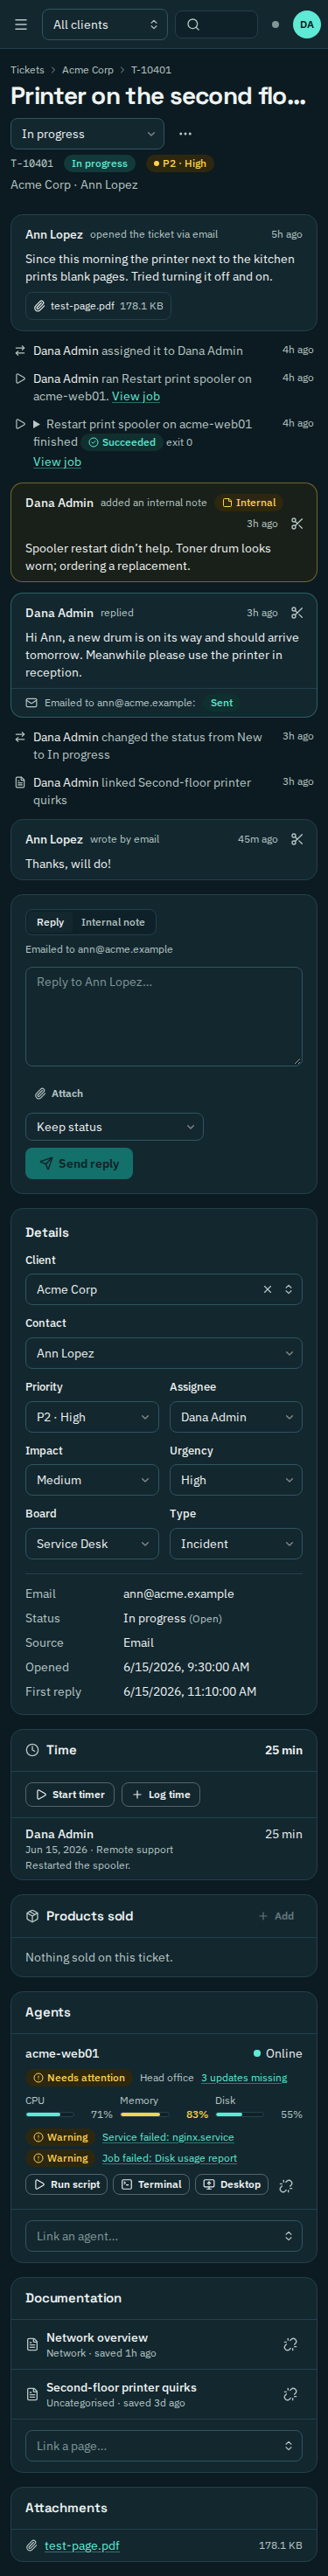 All clients
DA
Tickets > Acme Corp > T-10401
Printer on the second flo…
In progress
T-10401 In progress P2 · High
Acme Corp · Ann Lopez
Ann Lopez opened the ticket via email 5h ago
Since this morning the printer next to the kitchen
prints blank pages. Tried turning it off and on.
test-page.pdf 178.1 KB
Dana Admin assigned it to Dana Admin 4h ago
Dana Admin ran Restart print spooler on 4h ago
acme-web01. View job
Restart print spooler on acme-web01 4h ago
finished Succeeded exit 0
View job
Dana Admin added an internal note Internal
3h ago
Spooler restart didn't help. Toner drum looks
worn; ordering a replacement.
Dana Admin replied 3h ago
Hi Ann, a new drum is on its way and should arrive
tomorrow. Meanwhile please use the printer in
reception.
Emailed to ann@acme.example: Sent
Dana Admin changed the status from New 3h ago
to In progress
Dana Admin linked Second-floor printer 3h ago
quirks
Ann Lopez wrote by email 45m ago
Thanks, will do!
Reply Internal note
Emailed to ann@acme.example
Reply to Ann Lopez…
Attach
Keep status
Send reply
Details
Client
Acme Corp
Contact
Ann Lopez
Priority Assignee
P2 · High Dana Admin
Impact Urgency
Medium High
Board Type
Service Desk Incident
Email ann@acme.example
Status In progress (Open)
Source Email
Opened 6/15/2026, 9:30:00 AM
First reply 6/15/2026, 11:10:00 AM
Time 25 min
Start timer Log time
Dana Admin 25 min
Jun 15, 2026 · Remote support
Restarted the spooler.
Products sold + Add
Nothing sold on this ticket.
Agents
acme-web01 Online
Needs attention Head office 3 updates missing
CPU Memory Disk
71% 83% 55%
Warning Service failed: nginx.service
Warning Job failed: Disk usage report
Run script Terminal Desktop
Link an agent…
Documentation
Network overview
Network · saved 1h ago
Second-floor printer quirks
Uncategorised · saved 3d ago
Link a page…
Attachments
test-page.pdf 178.1 KB